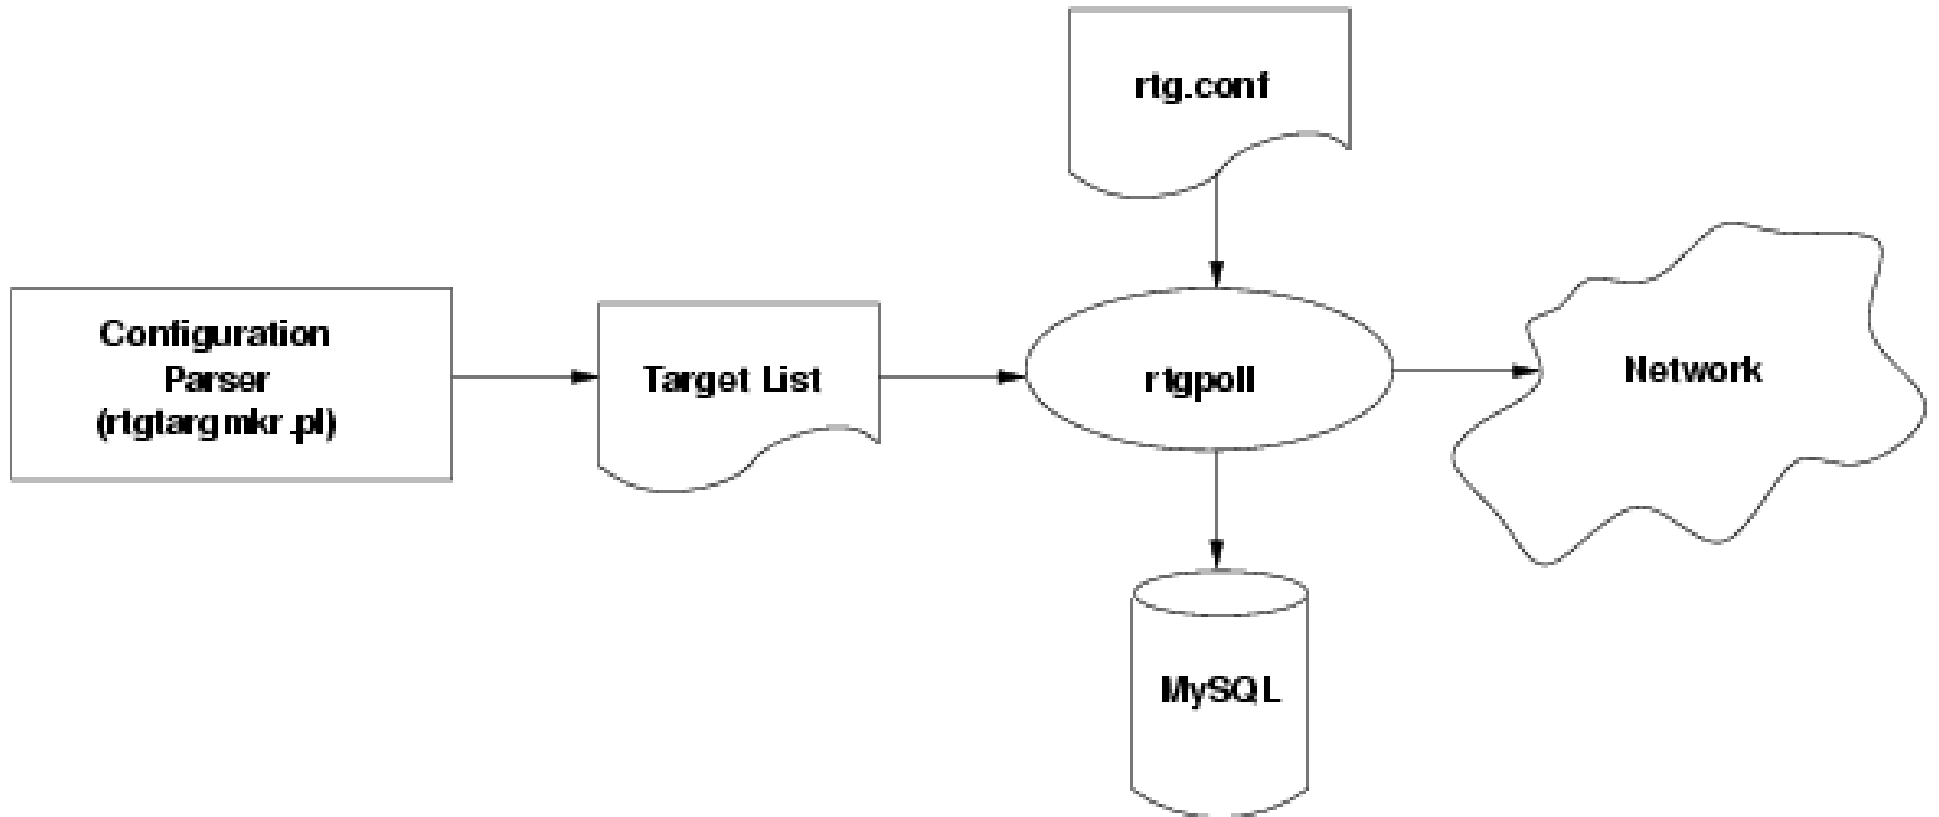 rtg.conf
Configuration
Parser
(rtgtargmkr.pl)
Target List
rtgpoll
Network
MySQL